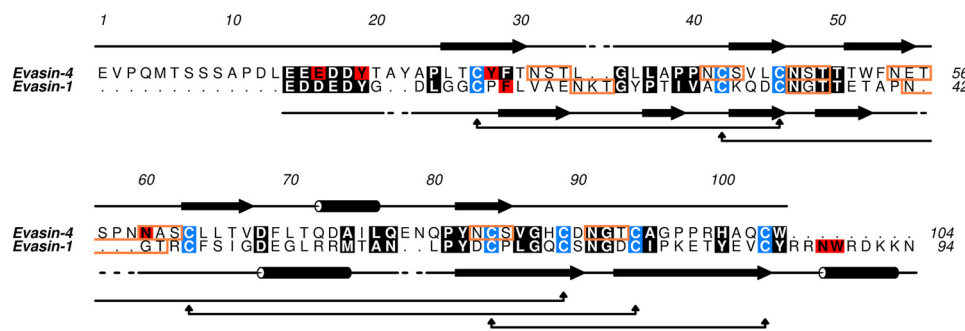 1 10 20 30 40 50
Evasin-4 EVPQMTSSSAPDLEEEDDYTAYAPLTCYFTNSTL..GLLAPPNCSVLCNSTTTWFNET 56
Evasin-1 .............EDDEDYG..DLGGCPFLVAENKTGYPTIVACKQDCNGTTETAPN. 42
60 70 80 90 100
Evasin-4 SPNNASCLLTVDFLTQDAILQENQPYNCSVGHCDNGTCAGPPRHAQCW......... 104
Evasin-1 ...GTRCFSIGDEGLRRMTAN..LPYDCPLGQCSNGDCIPKETYEVCYRRNWRDKKN 94